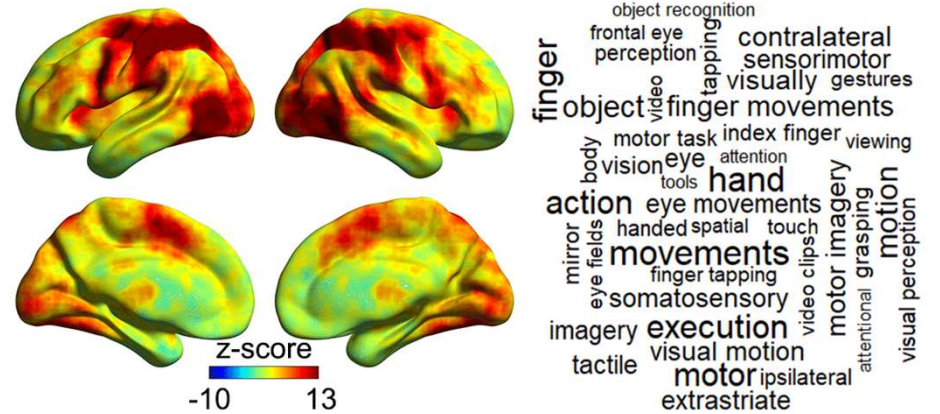 object recognition
frontal eye
perception
tapping
contralateral
sensorimotor
finger
visually
gestures
object
video
finger movements
motor task
index finger
viewing
body
vision
eye
attention
tools
hand
action
eye movements
motor imagery
attentional grasping
motion
handed
spatial
touch
mirror
eye fields
movements
finger tapping
video clips
visual perception
somatosensory
imagery
execution
visual motion
tactile
motor
ipsilateral
extrastriate
z-score
-10
13